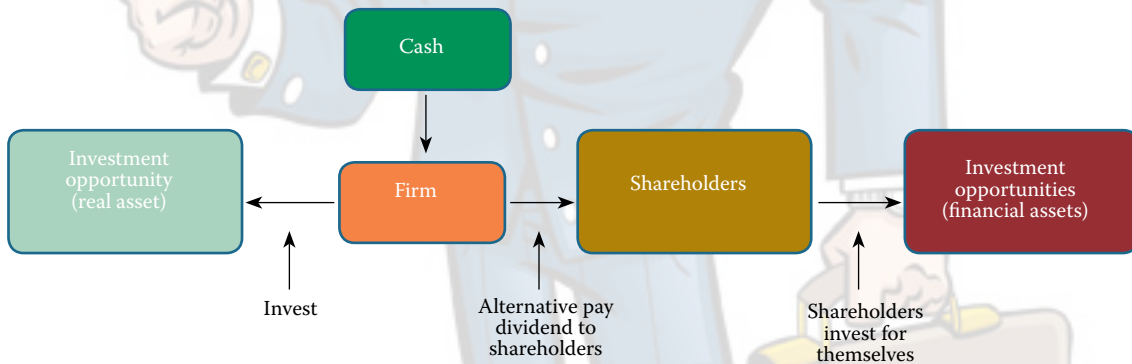 Cash
Investment
opportunity
(real asset)
Firm
Shareholders
Investment
opportunities
(financial assets)
Invest
Alternative pay
dividend to
shareholders
Shareholders
invest for
themselves